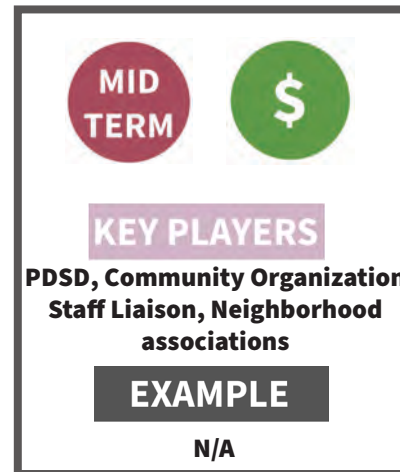 MID
TERM
$
KEY PLAYERS
PDSD, Community Organization
Staff Liaison, Neighborhood
associations
EXAMPLE
N/A